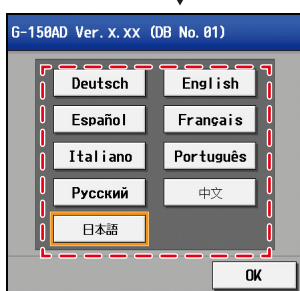 G-150AD Ver. x. xx (DB No. 01)
Deutsch English
Español Français
Italiano Português
Русский 中文
日本語
OK